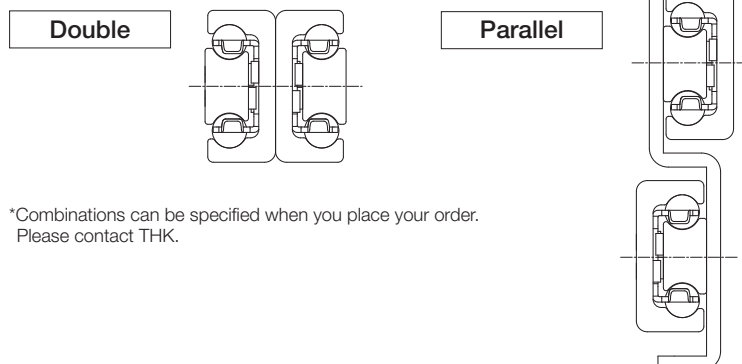 Double
Parallel
*Combinations can be specified when you place your order.
Please contact THK.